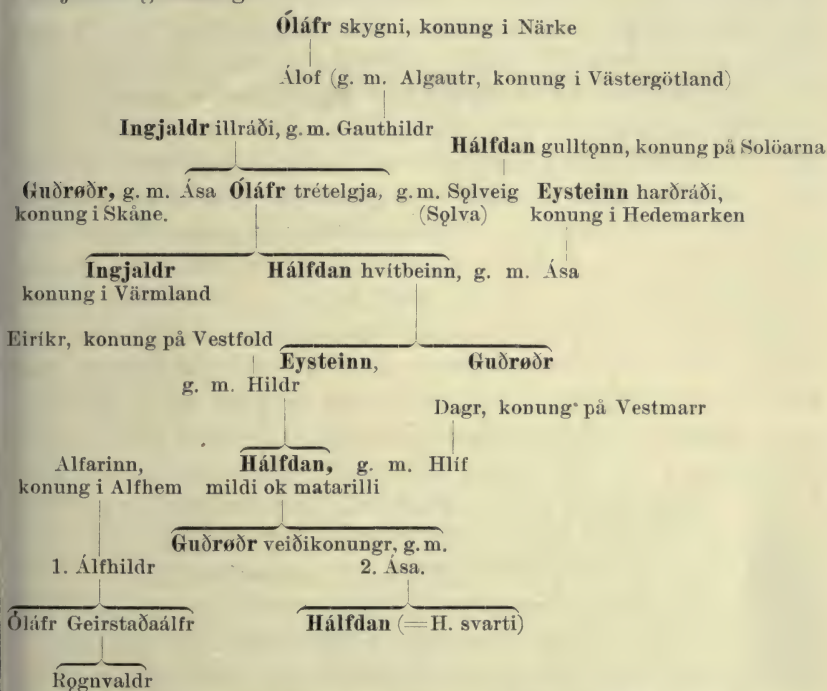 Óláfr skygni, konung i Närke
Álof (g. m. Algautr, konung i Västergötland)
Ingjaldr illráði, g. m. Gauthildr
Hálfdan gulltǫnn, konung på Solöarna
Guðrøðr, g. m. Ása Óláfr trételgja, g. m. Sǫlveig Eysteinn harðráði,
konung i Skåne. (Sǫlva) konung i Hedemarken
Ingjaldr Hálfdan hvítbeinn, g. m. Ása
konung i Värmland
Eiríkr, konung på Vestfold
Eysteinn, Guðrøðr
g. m. Hildr
Dagr, konung på Vestmarr
Alfarinn, Hálfdan, g. m. Hlíf
konung i Alfhem mildi ok matarilli
Guðrøðr veiðikonungr, g. m.
1. Álfhildr 2. Ása.
Óláfr Geirstaðaálfr Hálfdan (=H. svarti)
Rǫgnvaldr